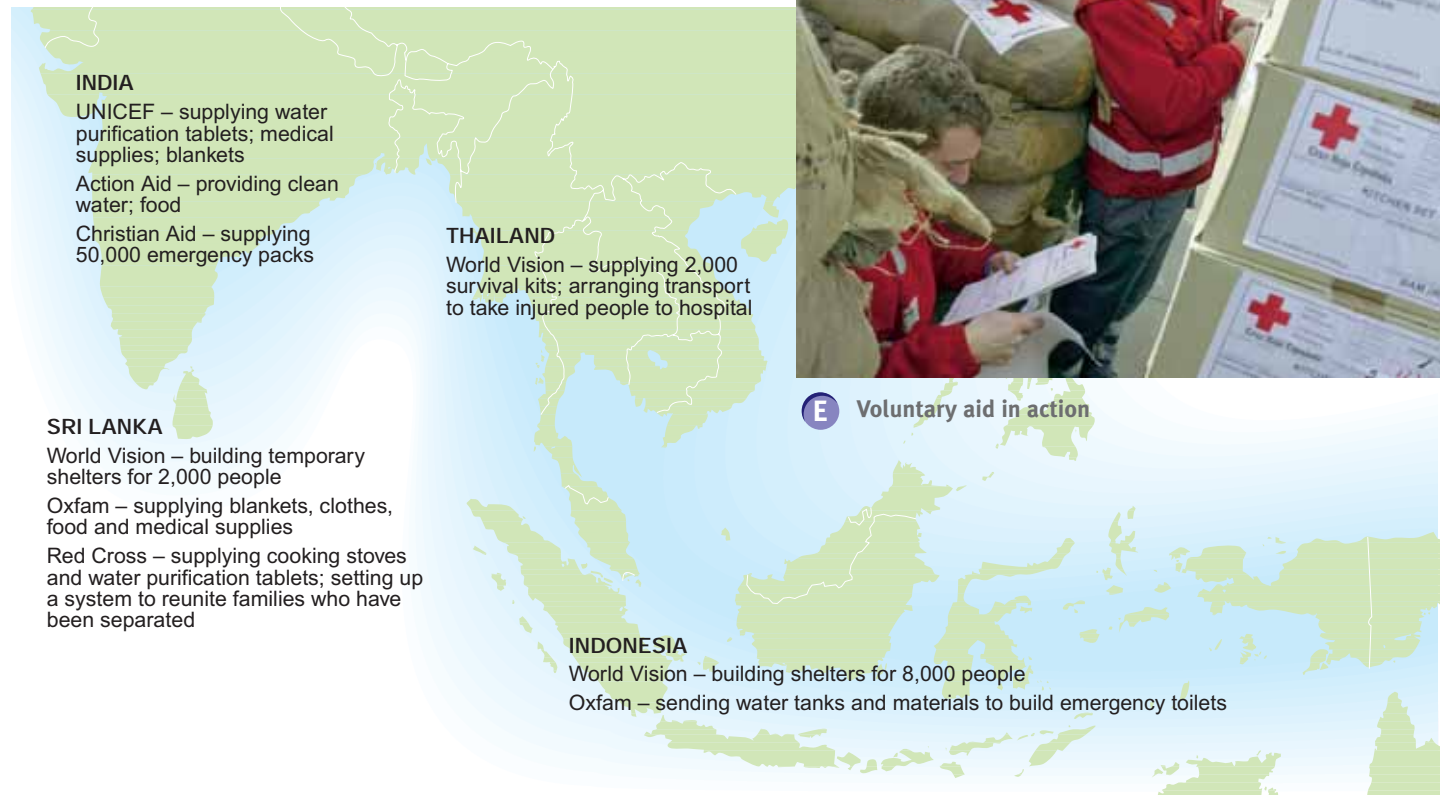 INDIA
UNICEF – supplying water
purification tablets; medical
supplies; blankets
Action Aid – providing clean
water; food
Christian Aid – supplying
50,000 emergency packs
THAILAND
World Vision – supplying 2,000
survival kits; arranging transport
to take injured people to hospital
KITCHEN SET
E Voluntary aid in action
SRI LANKA
World Vision – building temporary
shelters for 2,000 people
Oxfam – supplying blankets, clothes,
food and medical supplies
Red Cross – supplying cooking stoves
and water purification tablets; setting up
a system to reunite families who have
been separated
INDONESIA
World Vision – building shelters for 8,000 people
Oxfam – sending water tanks and materials to build emergency toilets